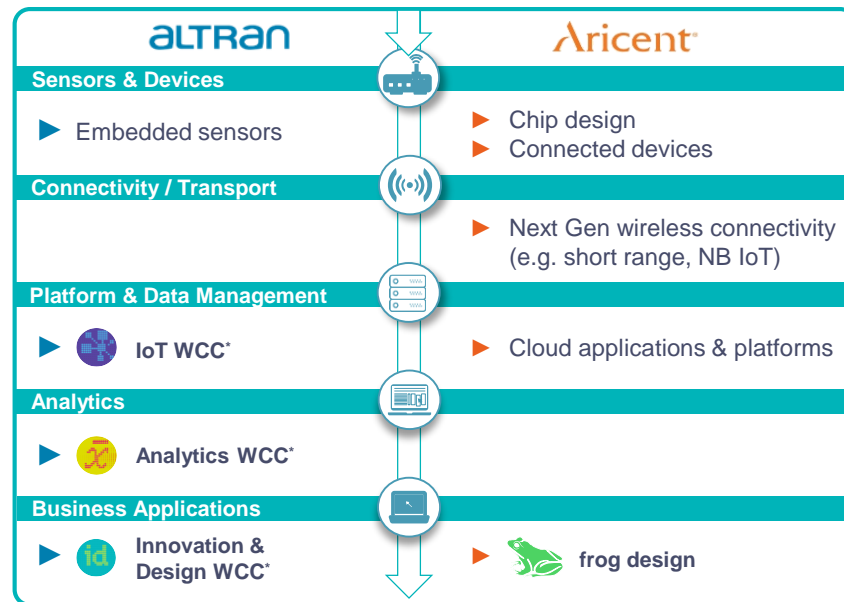 altran
Aricent
Sensors & Devices
Embedded sensors
Chip design
Connected devices
Connectivity / Transport
Next Gen wireless connectivity
(e.g. short range, NB IoT)
Platform & Data Management
IoT WCC*
Cloud applications & platforms
Analytics
x
Analytics WCC*
Business Applications
id
Innovation &
Design WCC*
frog design